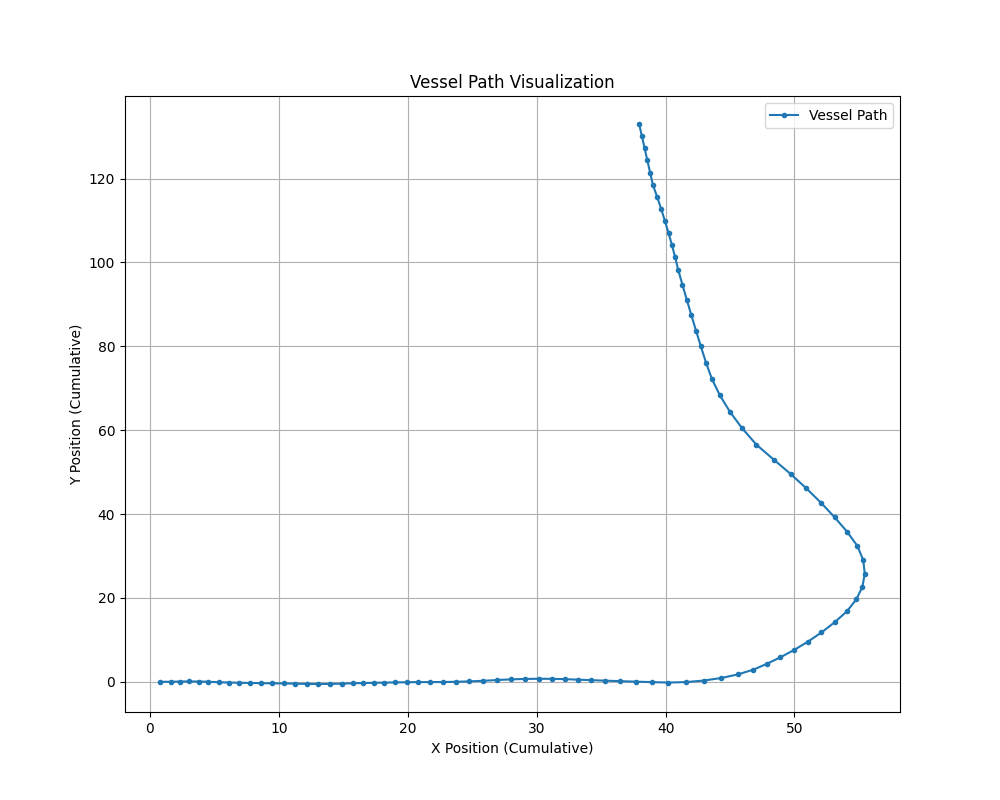 Vessel Path Visualization
Vessel Path
120
100
80
60
40
20
0
Y Position (Cumulative)
0 10 20 30 40 50
X Position (Cumulative)